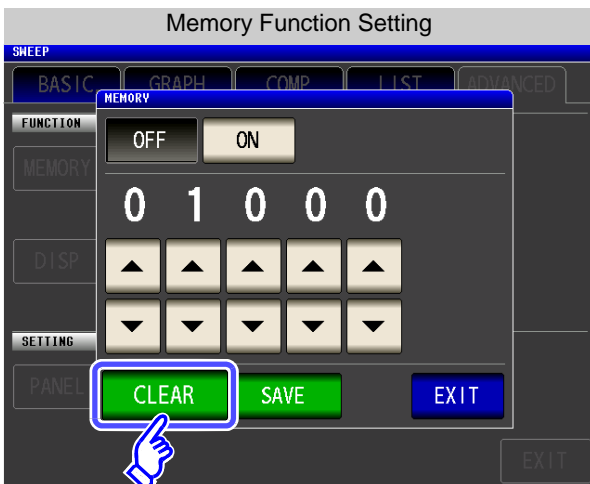 Memory Function Setting
SWEEP
BASIC GRAPH COMP LIST ADVANCED
MEMORY
FUNCTION
OFF ON
MEMORY
0 1 0 0 0
DISP
SETTING
PANEL
CLEAR SAVE EXIT
EXIT